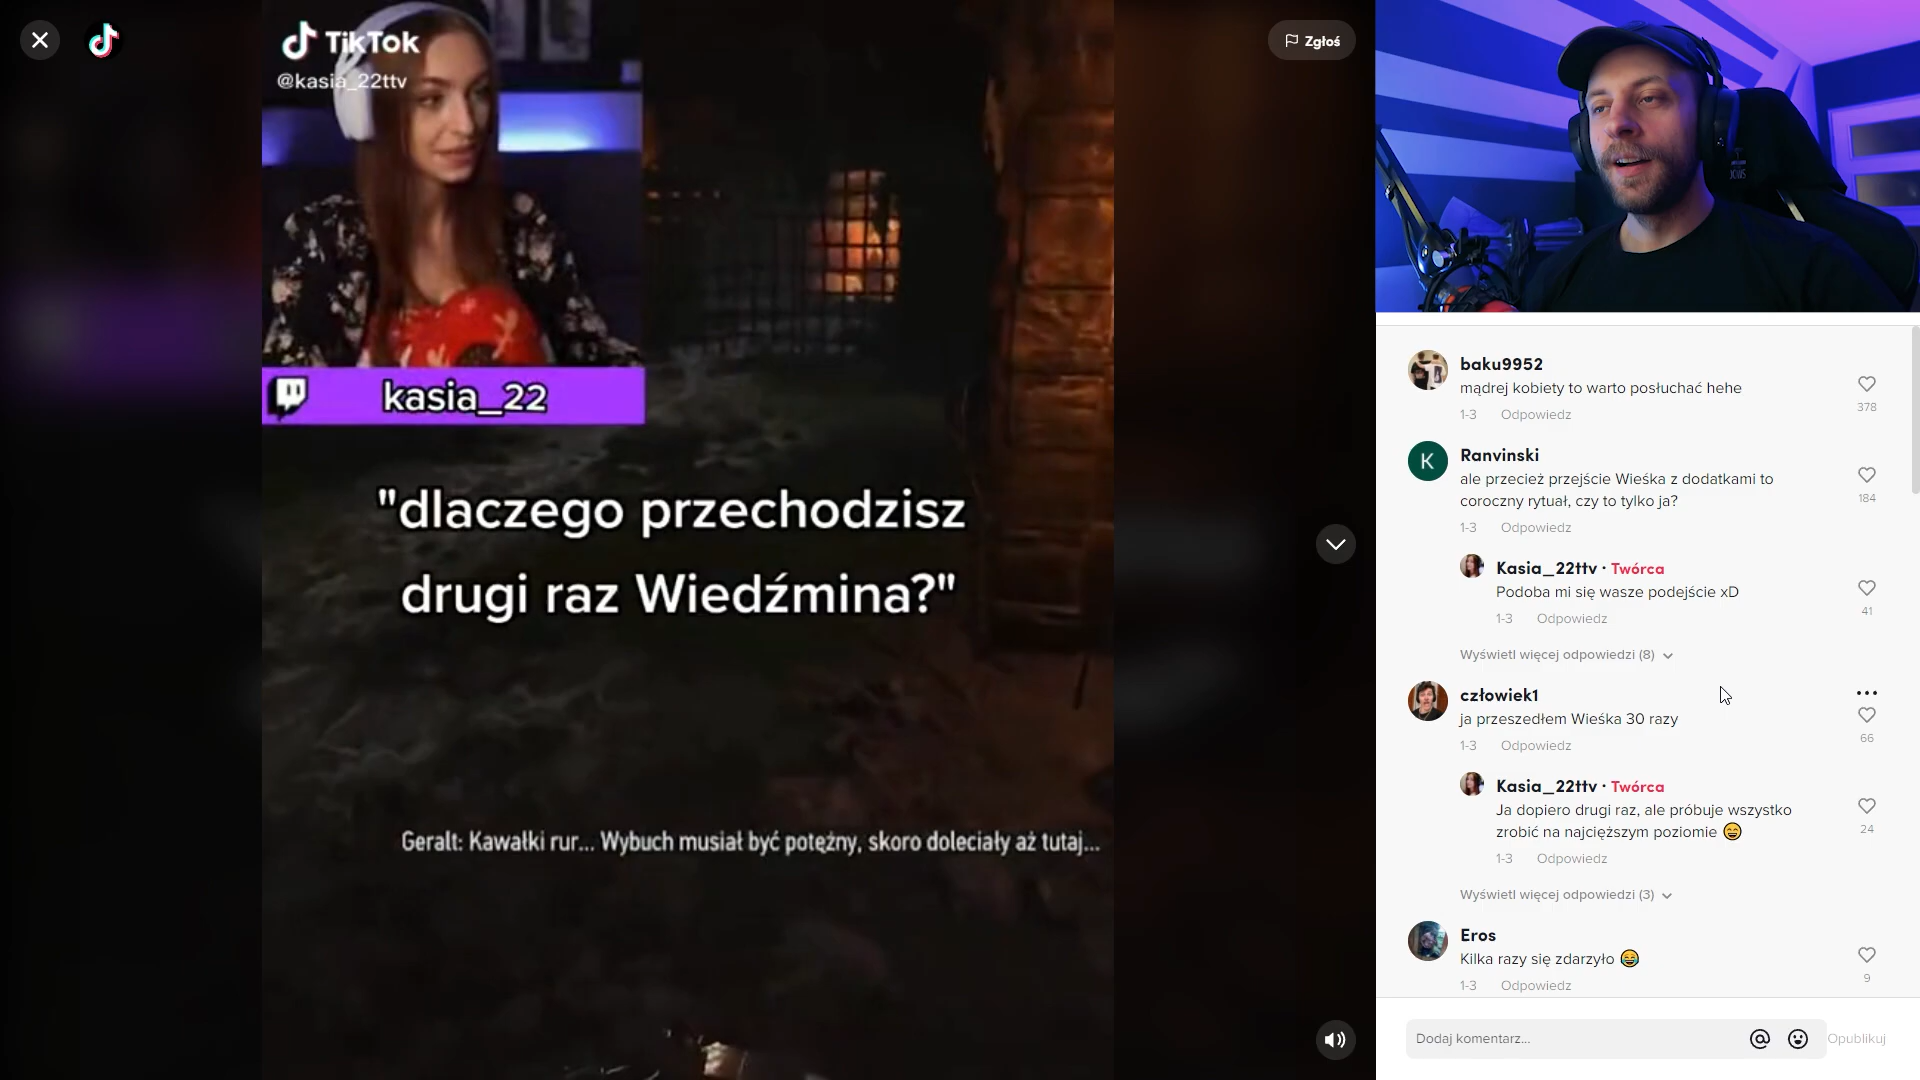 TikTok
@kasia_22ttv
Zgłoś
kasia_22
"dlaczego przechodzisz
drugi raz Wiedźmina?"
Geralt: Kawałki rur... Wybuch musiał być potężny, skoro doleciały aż tutaj...
baku9952
mądrej kobiety to warto posłuchać hehe
1-3 Odpowiedz
378
K
Ranvinski
ale przecież przejście Wieśka z dodatkami to
coroczny rytuał, czy to tylko ja?
1-3 Odpowiedz
184
Kasia_22ttv · Twórca
Podoba mi się wasze podejście xD
1-3 Odpowiedz
41
Wyświetl więcej odpowiedzi (8)
człowiek1
ja przeszedłem Wieśka 30 razy
1-3 Odpowiedz
66
Kasia_22ttv · Twórca
Ja dopiero drugi raz, ale próbuje wszystko
zrobić na najcięższym poziomie 😄
1-3 Odpowiedz
24
Wyświetl więcej odpowiedzi (3)
Eros
Kilka razy się zdarzyło 😂
1-3 Odpowiedz
9
Dodaj komentarz...
Opublikuj